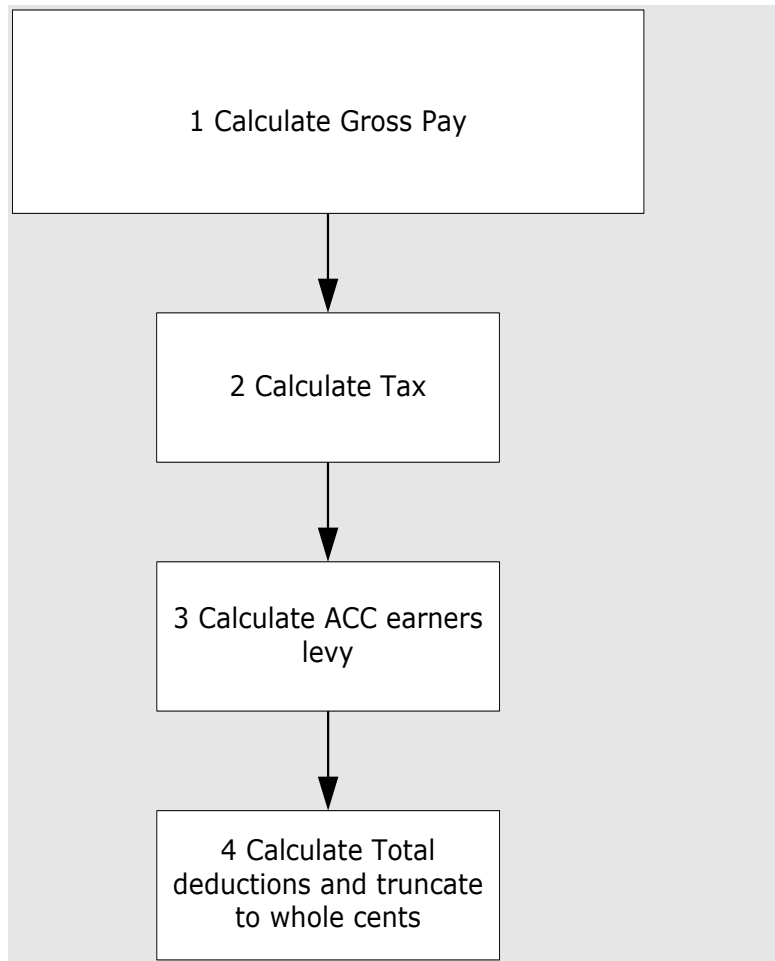 1 Calculate Gross Pay
2 Calculate Tax
3 Calculate ACC earners
levy
4 Calculate Total
deductions and truncate
to whole cents